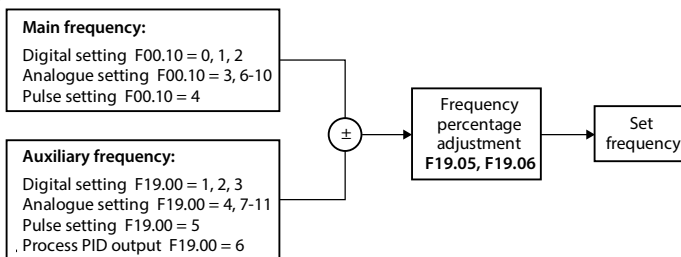 Main frequency:
Digital setting F00.10 = 0, 1, 2
Analogue setting F00.10 = 3, 6-10
Pulse setting F00.10 = 4
Auxiliary frequency:
Digital setting F19.00 = 1, 2, 3
Analogue setting F19.00 = 4, 7-11
Pulse setting F19.00 = 5
. Process PID output F19.00 = 6
±
Frequency
percentage
adjustment
F19.05, F19.06
Set
frequency